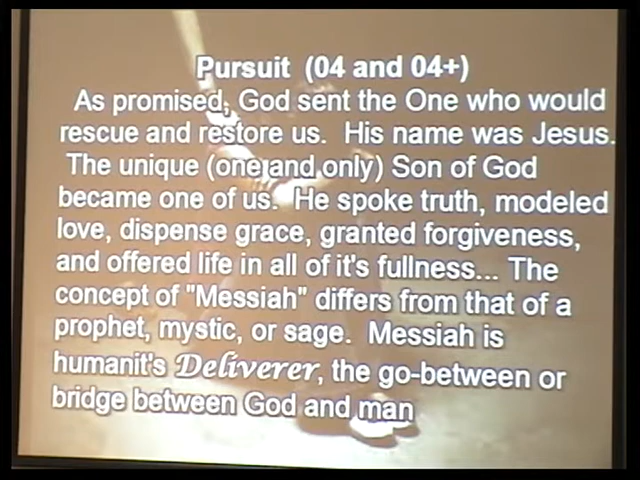 Pursuit (04 and 04+)
As promised, God sent the One who would
rescue and restore us. His name was Jesus.
The unique (one and only) Son of God
became one of us. He spoke truth, modeled
love, dispense grace, granted forgiveness,
and offered life in all of it's fullness... The
concept of "Messiah" differs from that of a
prophet, mystic, or sage. Messiah is
humanit's Deliverer, the go-between or
bridge between God and man